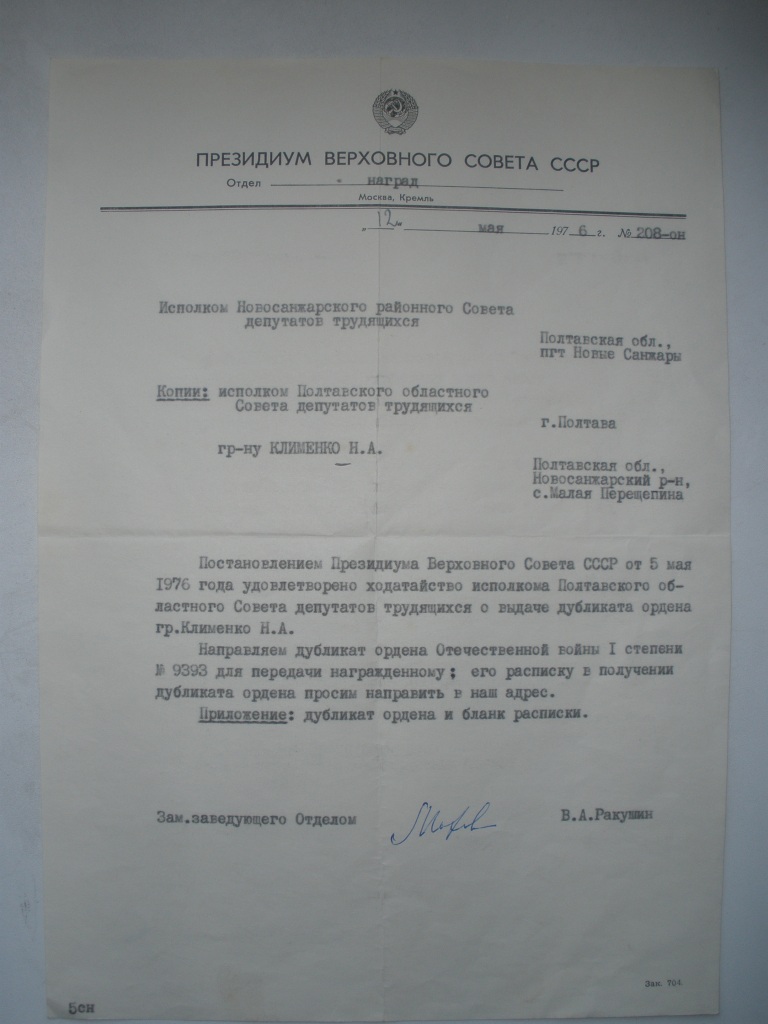 ПРЕЗИДИУМ ВЕРХОВНОГО СОВЕТА СССР
Отдел наград
Москва, Кремль
„12“ мая 1976 г. № 208-он
Исполком Новосанжарского районного Совета
депутатов трудящихся
Полтавская обл.,
пгт Новые Санжары
Копии: исполком Полтавского областного
Совета депутатов трудящихся
г.Полтава
гр-ну КЛИМЕНКО Н.А.
Полтавская обл.,
Новосанжарский р-н,
с.Малая Перещепина
Постановлением Президиума Верховного Совета СССР от 5 мая
1976 года удовлетворено ходатайство исполкома Полтавского об-
ластного Совета депутатов трудящихся о выдаче дубликата ордена
гр.Клименко Н.А.
Направляем дубликат ордена Отечественной войны I степени
№ 9393 для передачи награжденному; его расписку в получении
дубликата ордена просим направить в наш адрес.
Приложение: дубликат ордена и бланк расписки.
Зам.заведующего Отделом В.А.Ракушин
Зак. 704
5сн